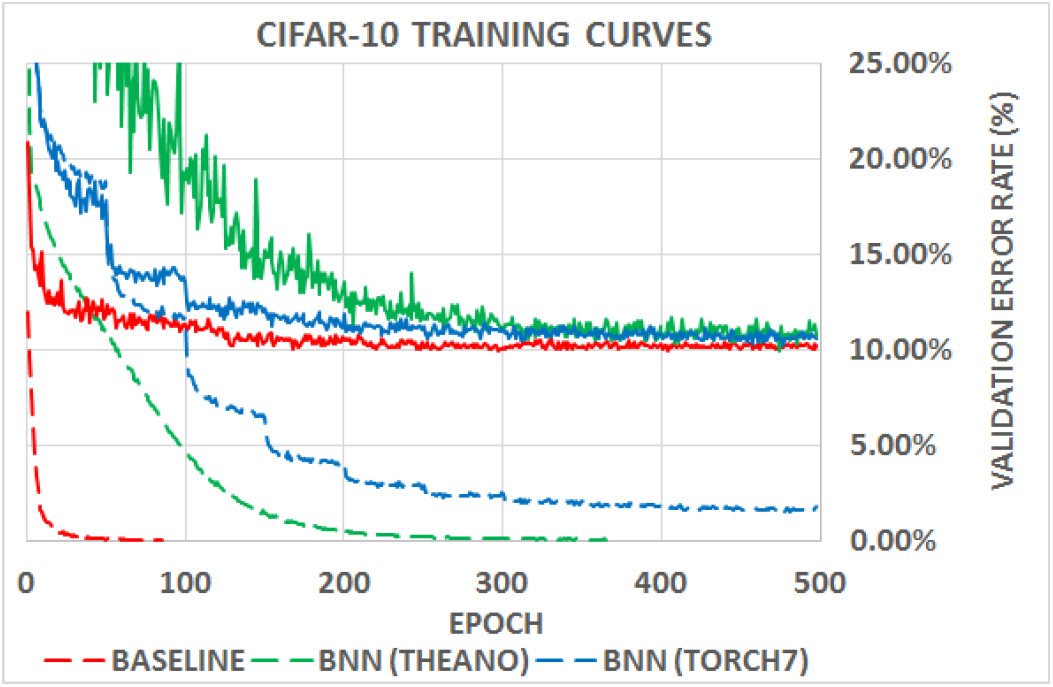 CIFAR-10 TRAINING CURVES
25.00%
20.00%
15.00%
10.00%
5.00%
0.00%
VALIDATION ERROR RATE (%)
0 100 200 300 400 500
EPOCH
BASELINE BNN (THEANO) BNN (TORCH7)